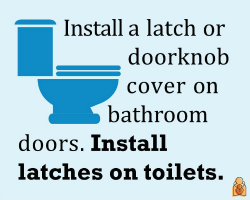 Install a latch or
doorknob
cover on
bathroom
doors. Install
latches on toilets.